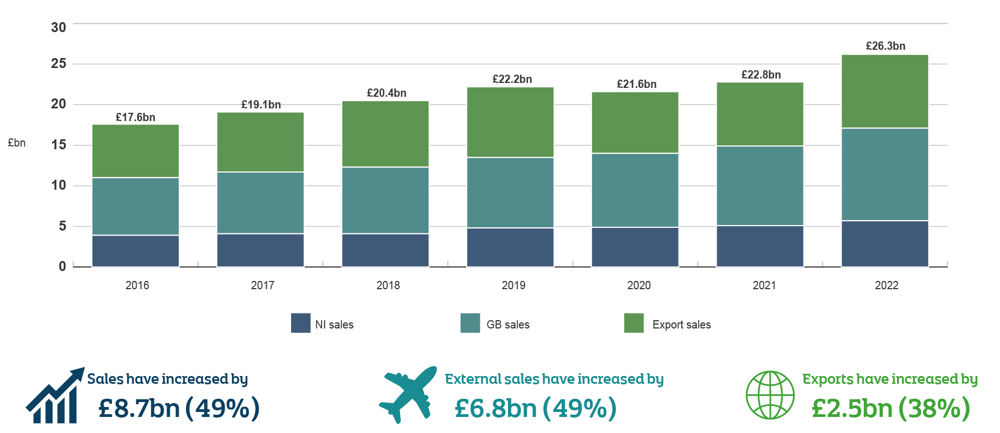 30
25
20
15
10
5
0
£bn
£17.6bn
£19.1bn
£20.4bn
£22.2bn
£21.6bn
£22.8bn
£26.3bn
2016 2017 2018 2019 2020 2021 2022
NI sales GB sales Export sales
Sales have increased by
£8.7bn (49%)
External sales have increased by
£6.8bn (49%)
Exports have increased by
£2.5bn (38%)